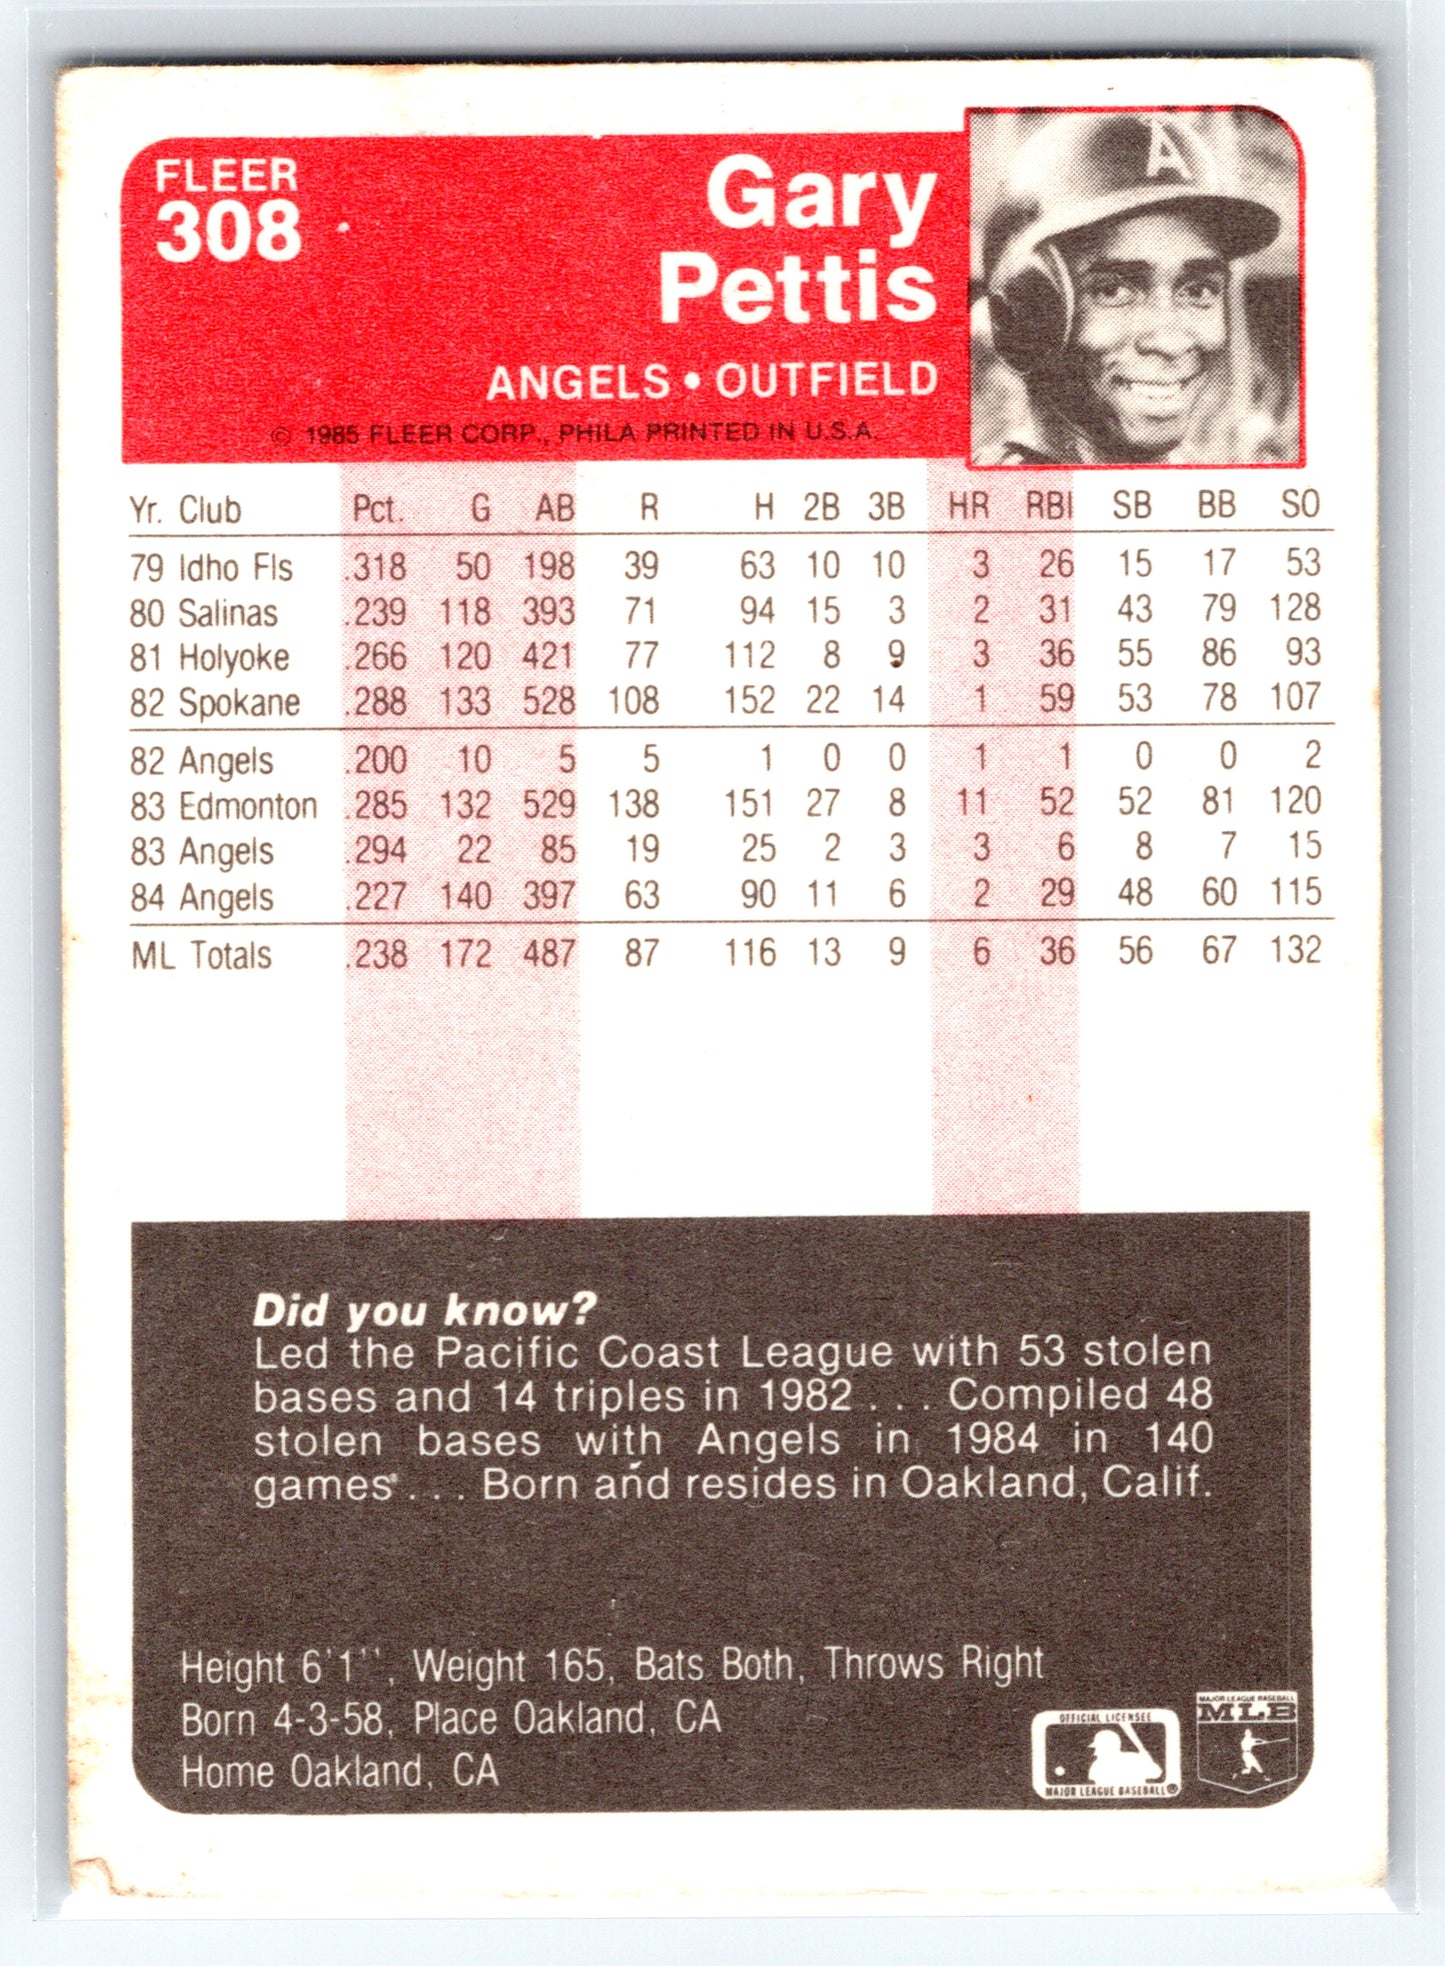 FLEER
308
Gary
Pettis
ANGELS • OUTFIELD
© 1985 FLEER CORP., PHILA PRINTED IN U.S.A.
A
Yr. Club Pct. G AB R H 2B 3B HR RBI SB BB SO
79 Idho Fls .318 50 198 39 63 10 10 3 26 15 17 53
80 Salinas .239 118 393 71 94 15 3 2 31 43 79 128
81 Holyoke .266 120 421 77 112 8 9 3 36 55 86 93
82 Spokane .288 133 528 108 152 22 14 1 59 53 78 107
82 Angels .200 10 5 5 1 0 0 1 1 0 0 2
83 Edmonton .285 132 529 138 151 27 8 11 52 52 81 120
83 Angels .294 22 85 19 25 2 3 3 6 8 7 15
84 Angels .227 140 397 63 90 11 6 2 29 48 60 115
ML Totals .238 172 487 87 116 13 9 6 36 56 67 132
Did you know?
Led the Pacific Coast League with 53 stolen
bases and 14 triples in 1982 . . . Compiled 48
stolen bases with Angels in 1984 in 140
games . . . Born and resides in Oakland, Calif.
Height 6'1'', Weight 165, Bats Both, Throws Right
Born 4-3-58, Place Oakland, CA
Home Oakland, CA
OFFICIAL LICENSEE
MAJOR LEAGUE BASEBALL®
MAJOR LEAGUE BASEBALL
MLB